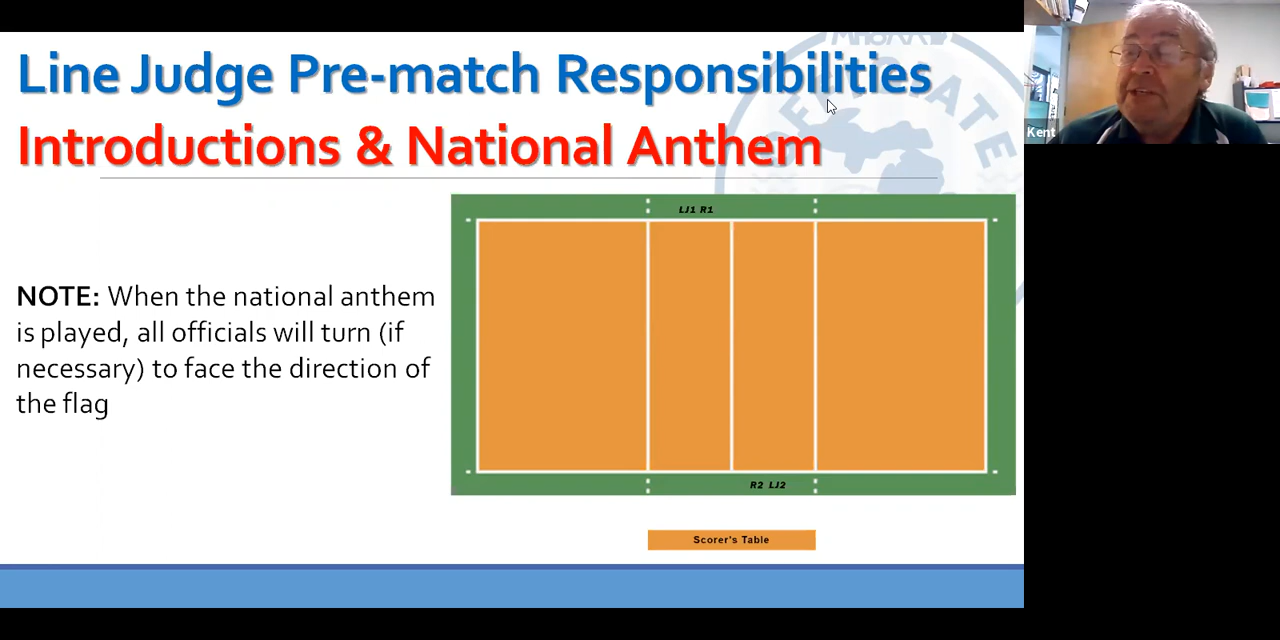 Line Judge Pre-match Responsibilities
Introductions & National Anthem
Kent
LJ1 R1
NOTE: When the national anthem
is played, all officials will turn (if
necessary) to face the direction of
the flag
R2 LJ2
Scorer's Table